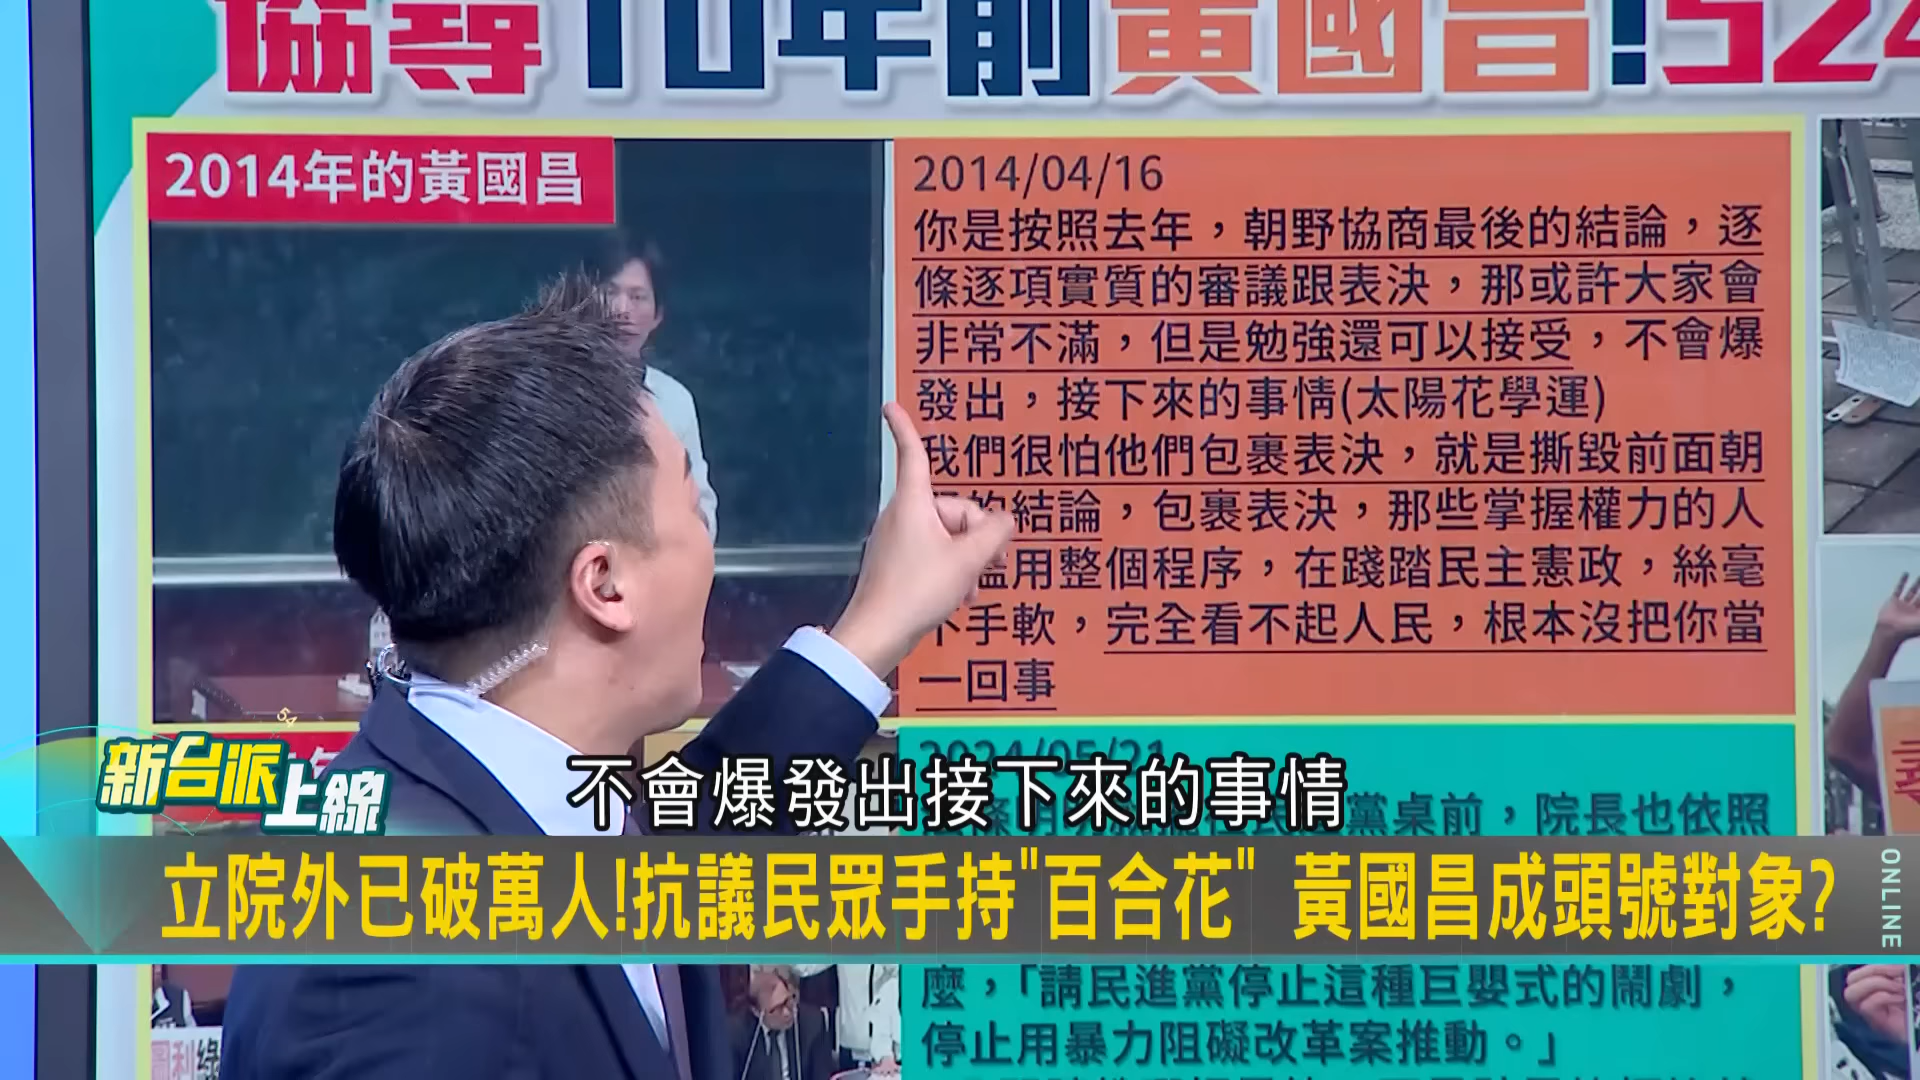 協尋10年前黃國昌!524
2014年的黃國昌
2014/04/16
你是按照去年，朝野協商最後的結論，逐
條逐項實質的審議跟表決，那或許大家會
非常不滿，但是勉強還可以接受，不會爆
發出，接下來的事情(太陽花學運)
我們很怕他們包裹表決，就是撕毀前面朝
的結論，包裹表決，那些掌握權力的人
濫用整個程序，在踐踏民主憲政，絲毫
不手軟，完全看不起人民，根本沒把你當
一回事
2024/05/21
黨桌前，院長也依照
新台派上線
不會爆發出接下來的事情
立院外已破萬人!抗議民眾手持"百合花" 黃國昌成頭號對象?
ONLINE
麼，「請民進黨停止這種巨嬰式的鬧劇，
停止用暴力阻礙改革案推動。」
圖利綠